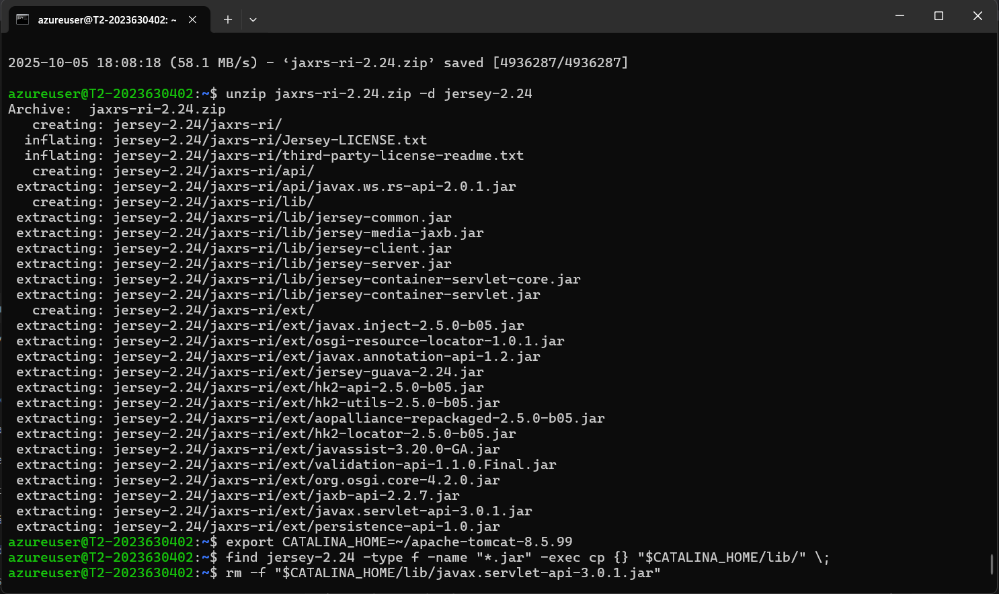 azureuser@T2-2023630402: ~
2025-10-05 18:08:18 (58.1 MB/s) - ‘jaxrs-ri-2.24.zip’ saved [4936287/4936287]
azureuser@T2-2023630402:~$ unzip jaxrs-ri-2.24.zip -d jersey-2.24
Archive:  jaxrs-ri-2.24.zip
   creating: jersey-2.24/jaxrs-ri/
  inflating: jersey-2.24/jaxrs-ri/Jersey-LICENSE.txt
  inflating: jersey-2.24/jaxrs-ri/third-party-license-readme.txt
   creating: jersey-2.24/jaxrs-ri/api/
 extracting: jersey-2.24/jaxrs-ri/api/javax.ws.rs-api-2.0.1.jar
   creating: jersey-2.24/jaxrs-ri/lib/
 extracting: jersey-2.24/jaxrs-ri/lib/jersey-common.jar
 extracting: jersey-2.24/jaxrs-ri/lib/jersey-media-jaxb.jar
 extracting: jersey-2.24/jaxrs-ri/lib/jersey-client.jar
 extracting: jersey-2.24/jaxrs-ri/lib/jersey-server.jar
 extracting: jersey-2.24/jaxrs-ri/lib/jersey-container-servlet-core.jar
 extracting: jersey-2.24/jaxrs-ri/lib/jersey-container-servlet.jar
   creating: jersey-2.24/jaxrs-ri/ext/
 extracting: jersey-2.24/jaxrs-ri/ext/javax.inject-2.5.0-b05.jar
 extracting: jersey-2.24/jaxrs-ri/ext/osgi-resource-locator-1.0.1.jar
 extracting: jersey-2.24/jaxrs-ri/ext/javax.annotation-api-1.2.jar
 extracting: jersey-2.24/jaxrs-ri/ext/jersey-guava-2.24.jar
 extracting: jersey-2.24/jaxrs-ri/ext/hk2-api-2.5.0-b05.jar
 extracting: jersey-2.24/jaxrs-ri/ext/hk2-utils-2.5.0-b05.jar
 extracting: jersey-2.24/jaxrs-ri/ext/aopalliance-repackaged-2.5.0-b05.jar
 extracting: jersey-2.24/jaxrs-ri/ext/hk2-locator-2.5.0-b05.jar
 extracting: jersey-2.24/jaxrs-ri/ext/javassist-3.20.0-GA.jar
 extracting: jersey-2.24/jaxrs-ri/ext/validation-api-1.1.0.Final.jar
 extracting: jersey-2.24/jaxrs-ri/ext/org.osgi.core-4.2.0.jar
 extracting: jersey-2.24/jaxrs-ri/ext/jaxb-api-2.2.7.jar
 extracting: jersey-2.24/jaxrs-ri/ext/javax.servlet-api-3.0.1.jar
 extracting: jersey-2.24/jaxrs-ri/ext/persistence-api-1.0.jar
azureuser@T2-2023630402:~$ export CATALINA_HOME=~/apache-tomcat-8.5.99
azureuser@T2-2023630402:~$ find jersey-2.24 -type f -name "*.jar" -exec cp {} "$CATALINA_HOME/lib/" \;
azureuser@T2-2023630402:~$ rm -f "$CATALINA_HOME/lib/javax.servlet-api-3.0.1.jar"